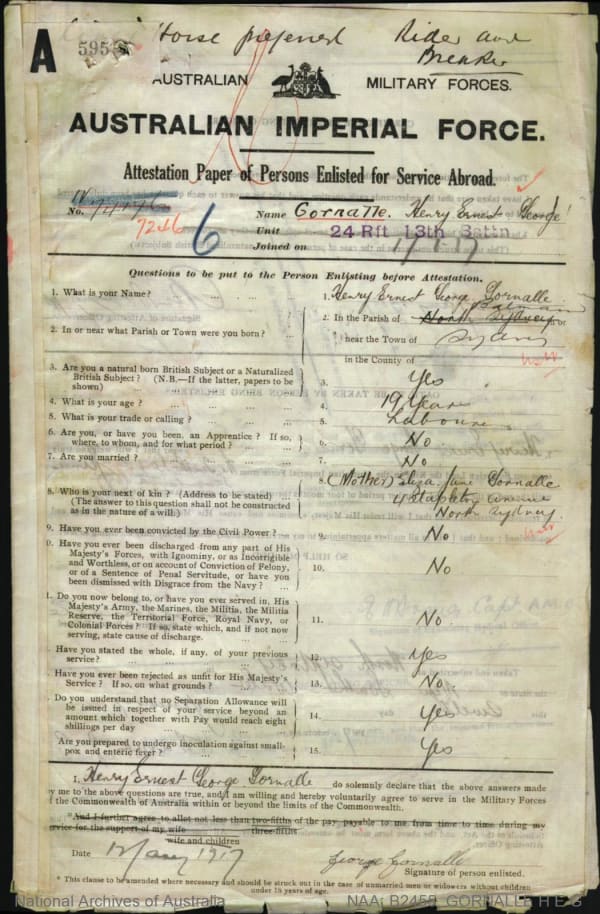 Horse preferred Rider and
Breaker
A 595
AUSTRALIAN MILITARY FORCES.
AUSTRALIAN IMPERIAL FORCE.
Attestation Paper of Persons Enlisted for Service Abroad.
No. 7246 6 Name Gornalle. Henry Ernest George
Unit 24 Rft 13th Battn
Joined on 17.1.17
Questions to be put to the Person Enlisting before Attestation.
1. What is your Name? 1. Henry Ernest George Gornalle
2. In or near what Parish or Town were you born? 2. In the Parish of North Sydney or
near the Town of Sydney
in the County of N.S.W
3. Are you a natural born British Subject or a Naturalized
British Subject? (N.B.—If the latter, papers to be
shown) 3. Yes
4. What is your age? 4. 19 Years
5. What is your trade or calling? 5. Labourer
6. Are you, or have you been, an Apprentice? If so,
where, to whom, and for what period? 6. No
7. Are you married? 7. No
8. Who is your next of kin? (Address to be stated)
(The answer to this question shall not be constructed
as in the nature of a will.) 8. (Mother) Eliza Jane Gornalle
4 Stapleton Avenue
North Sydney
N.S.W
9. Have you ever been convicted by the Civil Power? 9. No
0. Have you ever been discharged from any part of His
Majesty's Forces, with Ignominy, or as Incorrigible
and Worthless, or on account of Conviction of Felony,
or of a Sentence of Penal Servitude, or have you
been dismissed with Disgrace from the Navy? 10. No
1. Do you now belong to, or have you ever served in, His
Majesty's Army, the Marines, the Militia, the Militia
Reserve, the Territorial Force, Royal Navy, or
Colonial Forces? If so, state which, and if not now
serving, state cause of discharge. 11. No
Have you stated the whole, if any, of your previous
service? 12. Yes
Have you ever been rejected as unfit for His Majesty's
Service? If so, on what grounds? 13. No
Do you understand that no Separation Allowance will
be issued in respect of your service beyond an
amount which together with Pay would reach eight
shillings per day 14. Yes
Are you prepared to undergo inoculation against small-
pox and enteric fever? 15. Yes
I, Henry Ernest George Gornalle do solemnly declare that the above answers made
by me to the above questions are true, and I am willing and hereby voluntarily agree to serve in the Military Forces
of the Commonwealth of Australia within or beyond the limits of the Commonwealth.
*And I further agree to allot not less than two-fifths of the pay payable to me from time to time during my
service for the support of my wife three-fifths
wife and children
Date 1917 George Gornalle
Signature of person enlisted.
* This clause to be amended where necessary and should be struck out in the case of unmarried men or widowers without children
under 18 years of age.
National Archives of Australia NAA: B2455, GORNALLE H E G